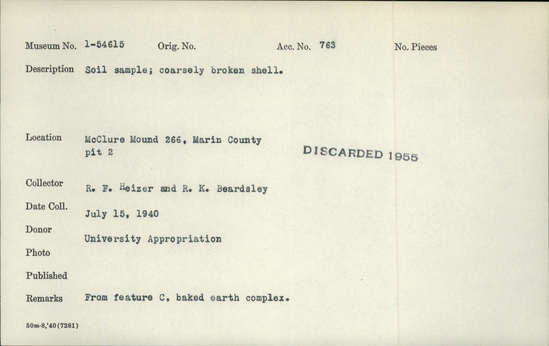 Museum No. 1-54615 Orig. No. Acc. No. 763 No. Pieces
Description Soil sample; coarsely broken shell.
Location McClure Mound 266, Marin County
pit 2
DISCARDED 1955
Collector R. F. Heizer and R. K. Beardsley
Date Coll. July 15, 1940
Donor University Appropriation
Photo
Published
Remarks From feature C, baked earth complex.
50m-8,'40(7261)